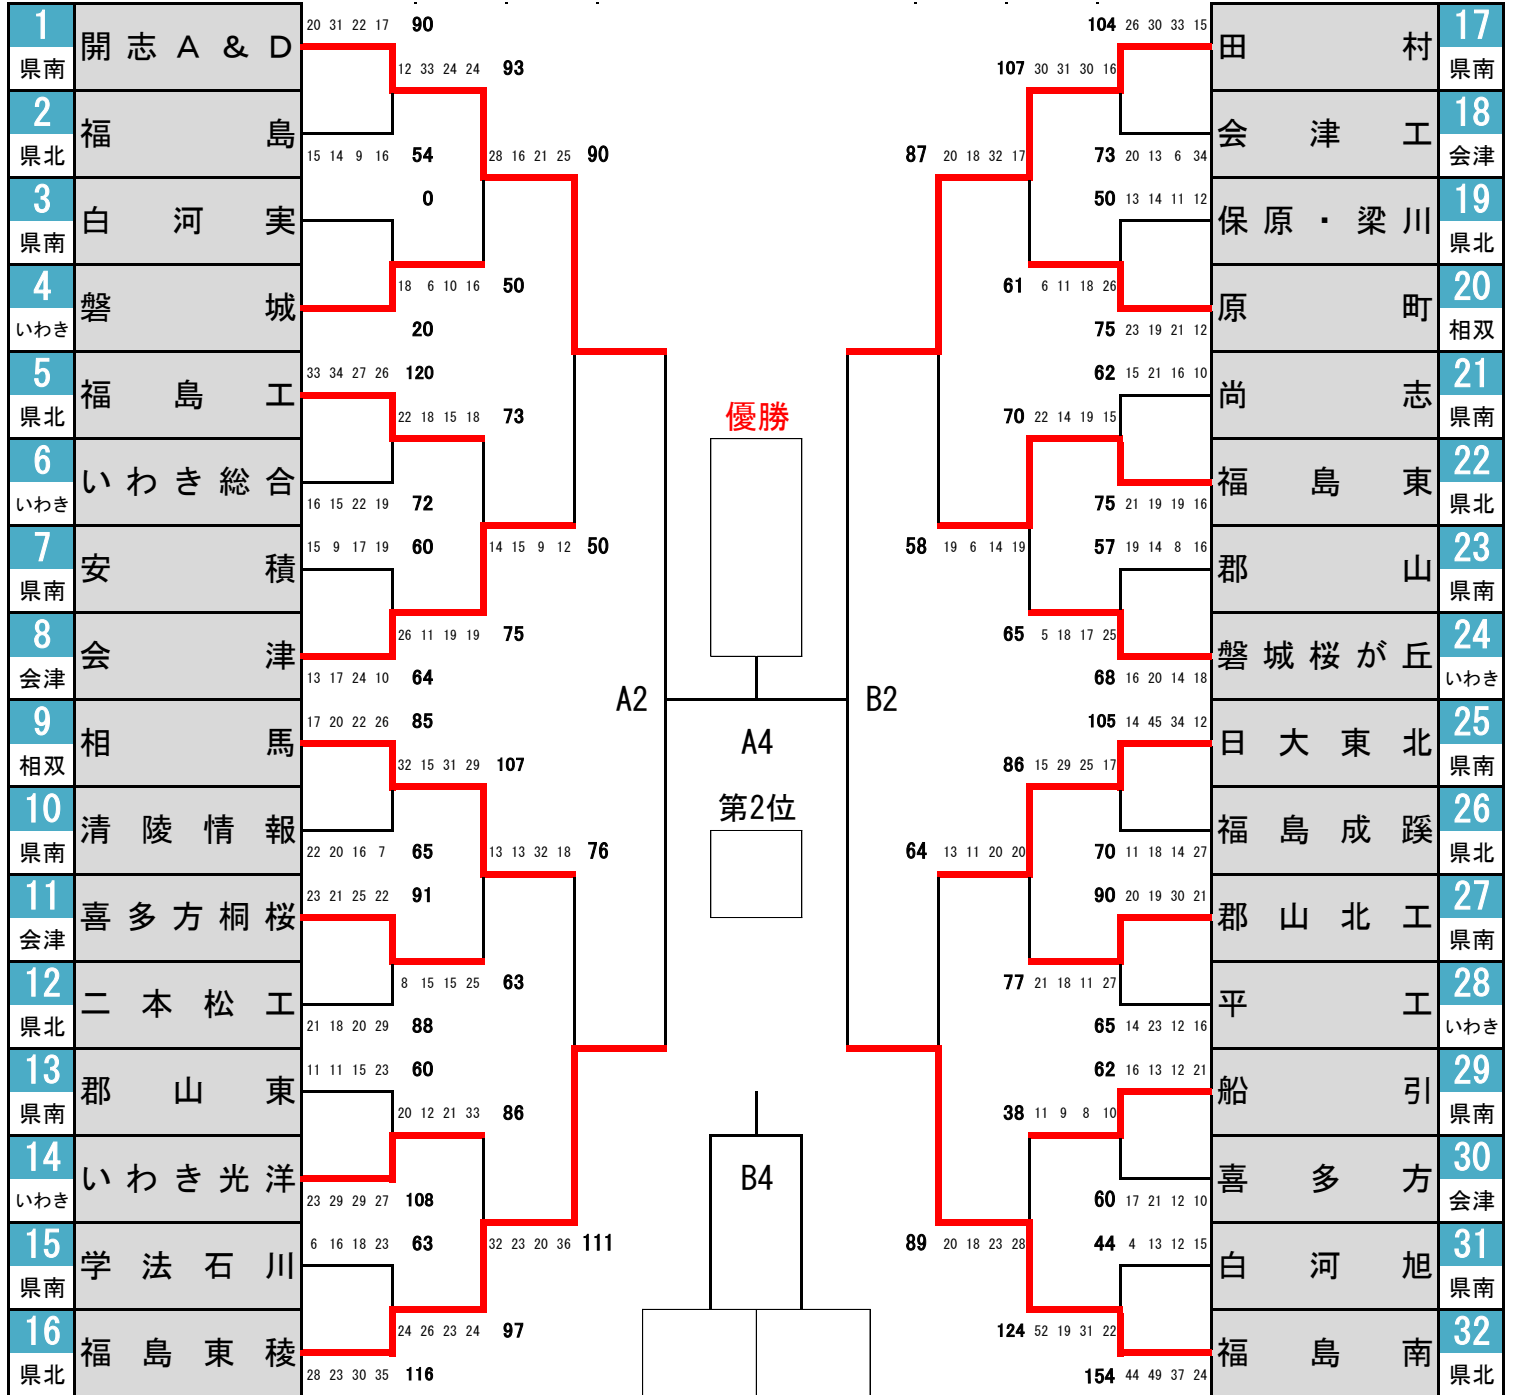 1 開志A&D 20 31 22 17 90 104 26 30 33 15 田村 17
県南 12 33 24 24 93 107 30 31 30 16 県南
2 福島 会津工 18
県北 15 14 9 16 54 28 16 21 25 90 87 20 18 32 17 73 20 13 6 34 会津
3 白河実 0 50 13 14 11 12 保原・梁川 19
県南 県北
4 磐城 18 6 10 16 50 61 6 11 18 26 原町 20
いわき 20 75 23 19 21 12 相双
5 福島工 33 34 27 26 120 62 15 21 16 10 尚志 21
県北 22 18 15 18 73 優勝 70 22 14 19 15 県南
6 いわき総合 福島東 22
いわき 16 15 22 19 72 75 21 19 19 16 県北
7 安積 15 9 17 19 60 14 15 9 12 50 58 19 6 14 19 57 19 14 8 16 郡山 23
県南 県南
8 会津 26 11 19 19 75 65 5 18 17 25 磐城桜が丘 24
会津 13 17 24 10 64 A2 B2 68 16 20 14 18 いわき
9 相馬 17 20 22 26 85 A4 105 14 45 34 12 日大東北 25
相双 32 15 31 29 107 86 15 29 25 17 県南
10 清陵情報 第2位 福島成蹊 26
県南 22 20 16 7 65 13 13 32 18 76 64 13 11 20 20 70 11 18 14 27 県北
11 喜多方桐桜 23 21 25 22 91 90 20 19 30 21 郡山北工 27
会津 県南
12 二本松工 8 15 15 25 63 77 21 18 11 27 平工 28
県北 21 18 20 29 88 65 14 23 12 16 いわき
13 郡山東 11 11 15 23 60 62 16 13 12 21 船引 29
県南 20 12 21 33 86 38 11 9 8 10 県南
14 いわき光洋 B4 喜多方 30
いわき 23 29 29 27 108 60 17 21 12 10 会津
15 学法石川 6 16 18 23 63 32 23 20 36 111 89 20 18 23 28 44 4 13 12 15 白河旭 31
県南 県南
16 福島東稜 24 26 23 24 97 124 52 19 31 22 福島南 32
県北 28 23 30 35 116 154 44 49 37 24 県北